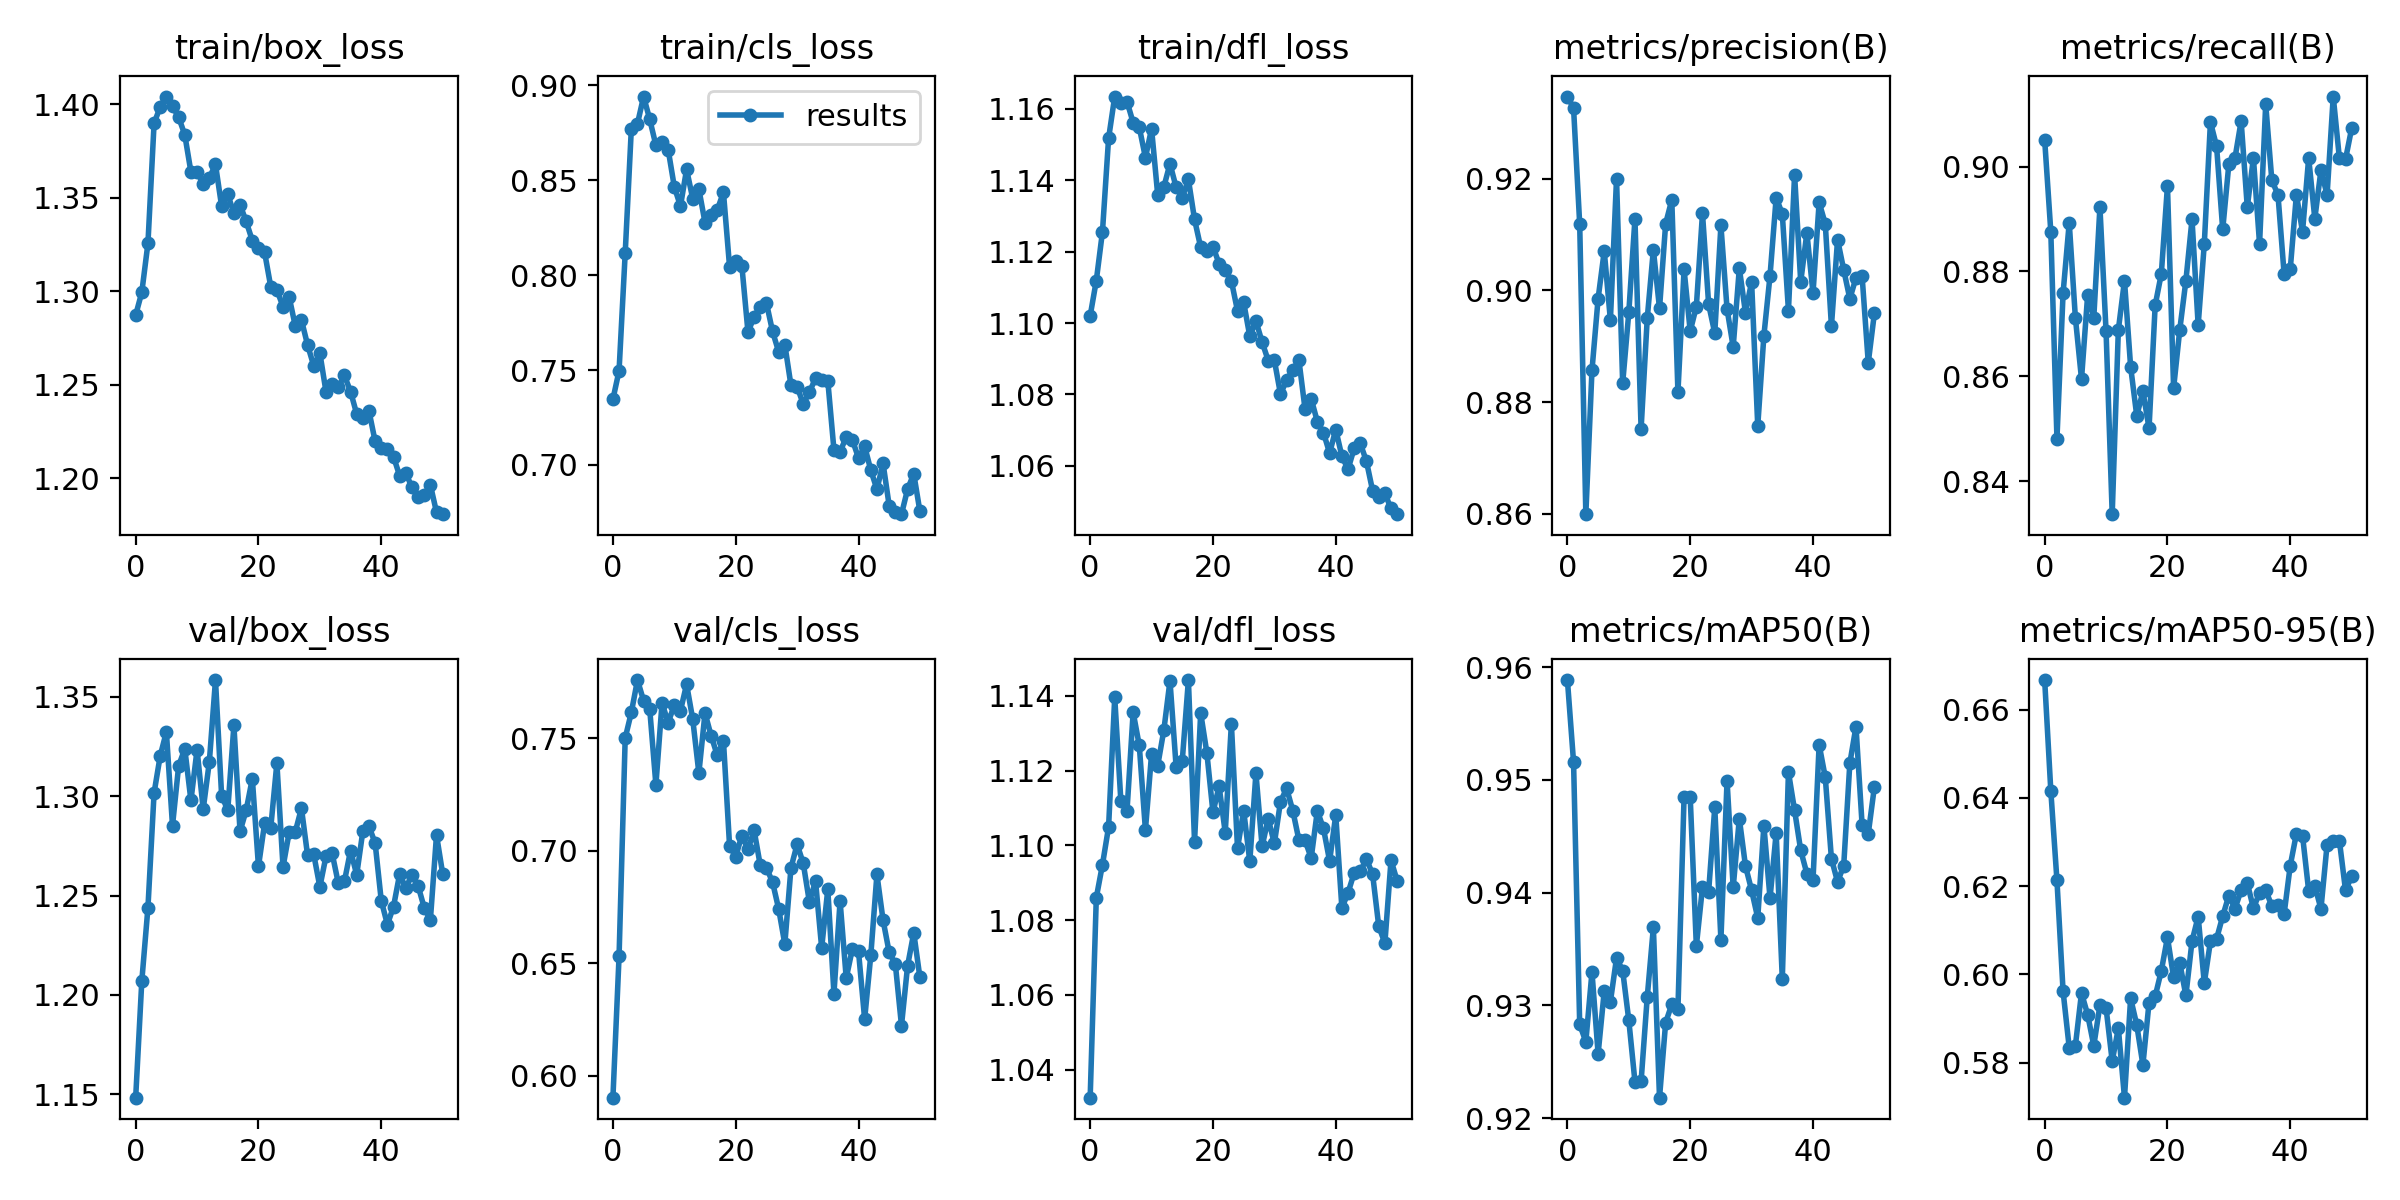 train/box_loss
train/cls_loss
train/dfl_loss
metrics/precision(B)
metrics/recall(B)
results
1.40
1.35
1.30
1.25
1.20
0 20 40
0.90
0.85
0.80
0.75
0.70
0 20 40
1.16
1.14
1.12
1.10
1.08
1.06
0 20 40
0.92
0.90
0.88
0.86
0 20 40
0.90
0.88
0.86
0.84
0 20 40
val/box_loss
val/cls_loss
val/dfl_loss
metrics/mAP50(B)
metrics/mAP50-95(B)
1.35
1.30
1.25
1.20
1.15
0 20 40
0.75
0.70
0.65
0.60
0 20 40
1.14
1.12
1.10
1.08
1.06
1.04
0 20 40
0.96
0.95
0.94
0.93
0.92
0 20 40
0.66
0.64
0.62
0.60
0.58
0 20 40